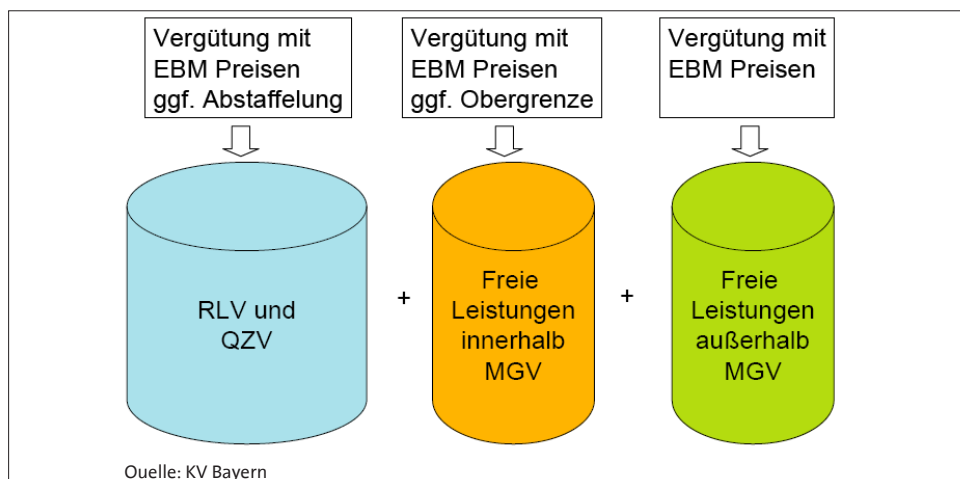 Vergütung mit
EBM Preisen
ggf. Abstaffelung
Vergütung mit
EBM Preisen
ggf. Obergrenze
Vergütung mit
EBM Preisen
RLV und
QZV
+
Freie
Leistungen
innerhalb
MGV
+
Freie
Leistungen
außerhalb
MGV
Quelle: KV Bayern